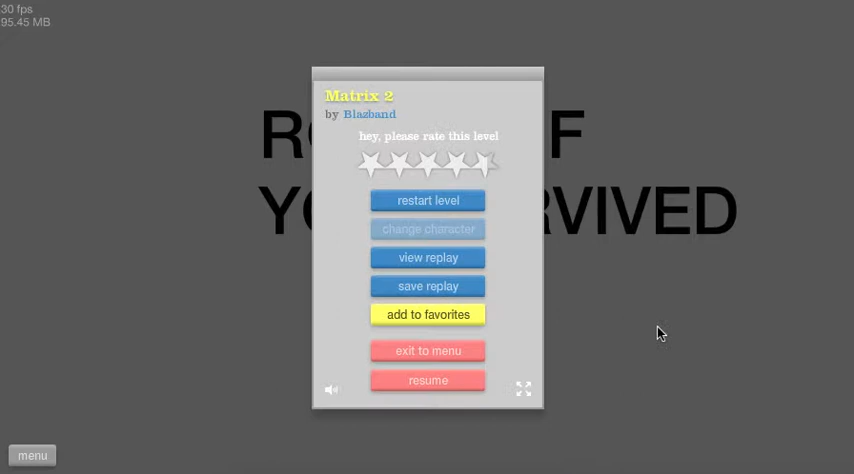 30 fps
95.45 MB
Matrix 2
by Blazband
hey, please rate this level
restart level
change character
view replay
save replay
add to favorites
exit to menu
resume
menu